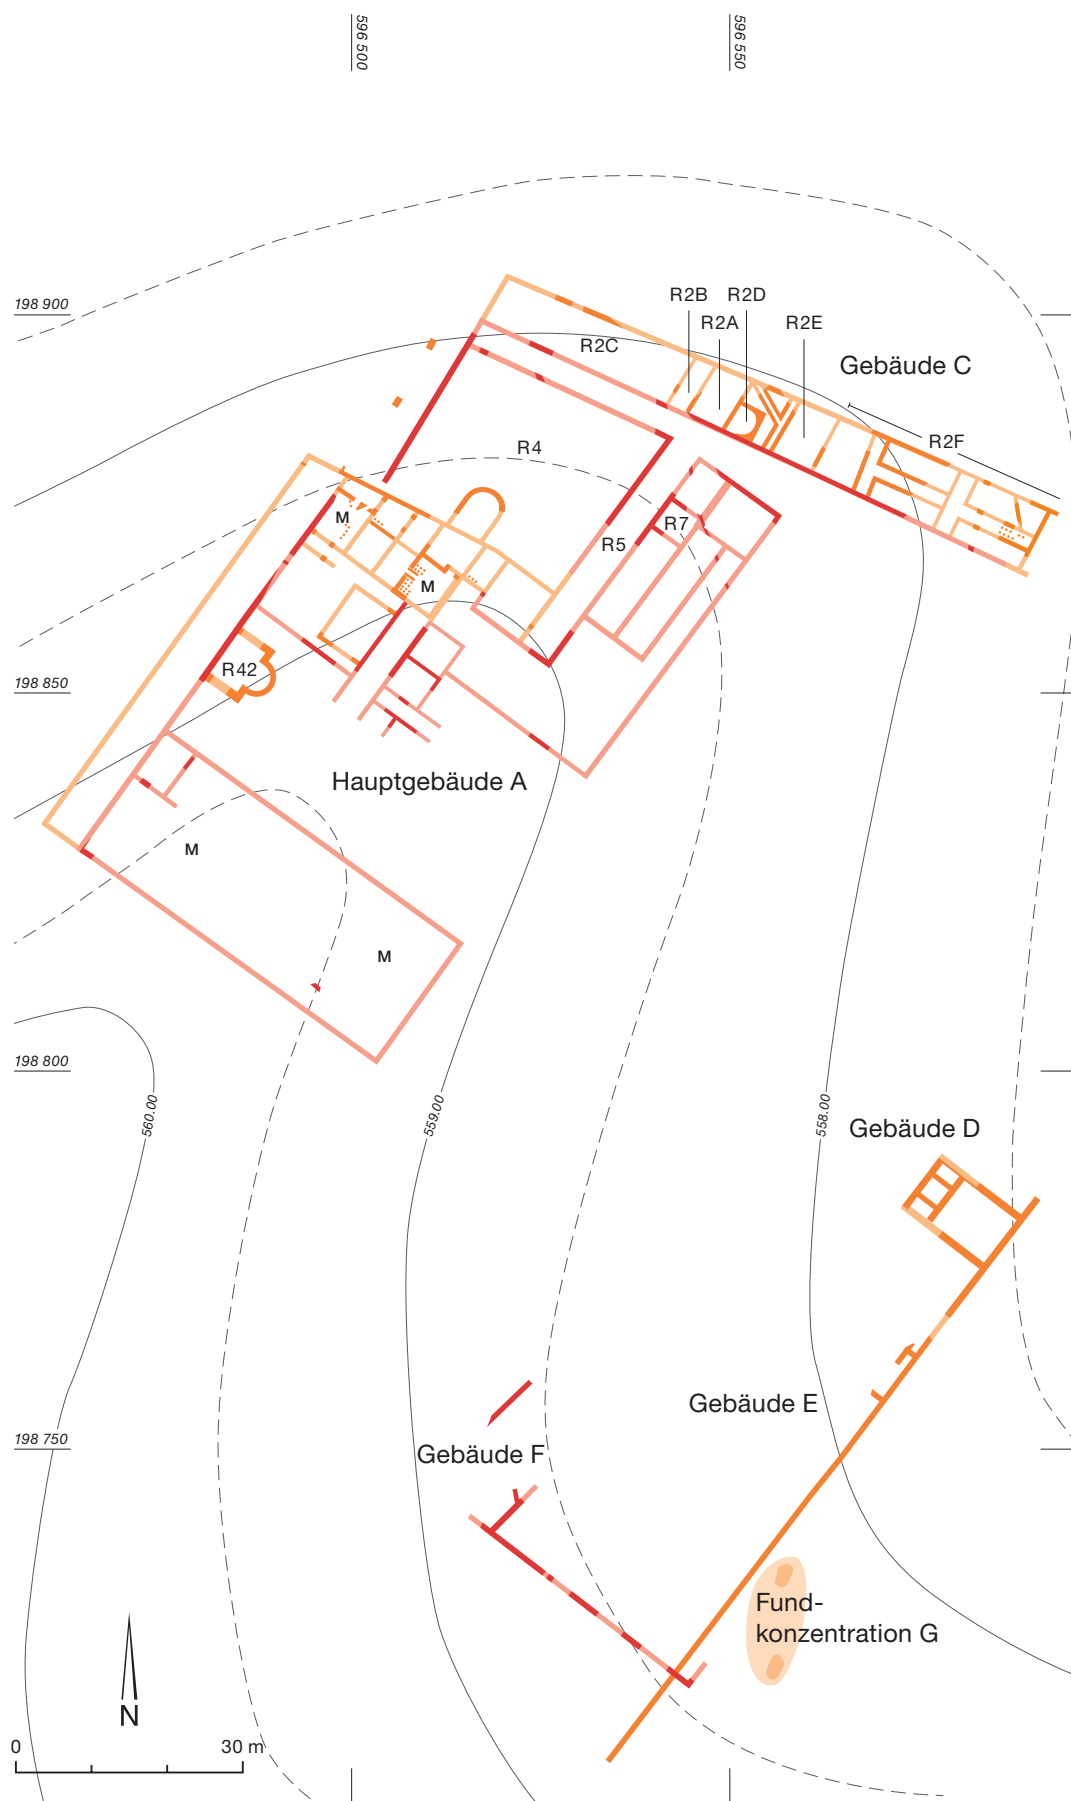 596 500
596 550
198 900
R2B
R2D
R2A
R2E
R2C
Gebäude C
R2F
R4
M
R7
R5
M
R42
198 850
Hauptgebäude A
M
M
198 800
560.00
559.00
558.00
Gebäude D
Gebäude E
198 750
Gebäude F
Fund-
konzentration G
N
0
30 m